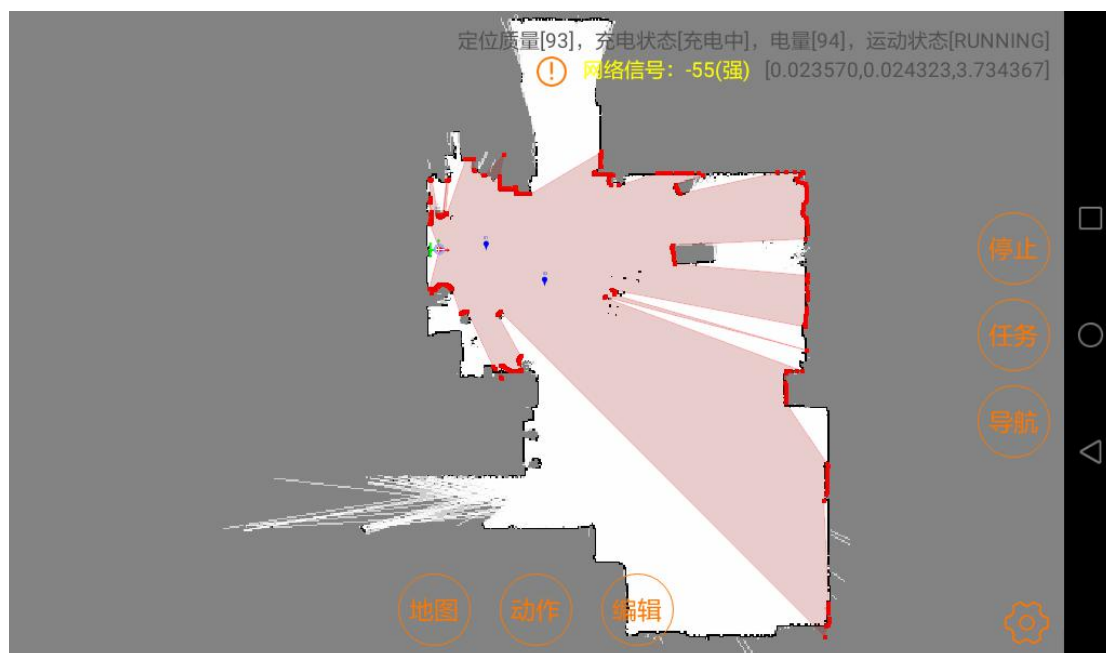 定位质量[93]，充电状态[充电中]，电量[94]，运动状态[RUNNING]
网络信号：-55(强) [0.023570,0.024323,3.734367]
停止
任务
导航
地图
动作
编辑